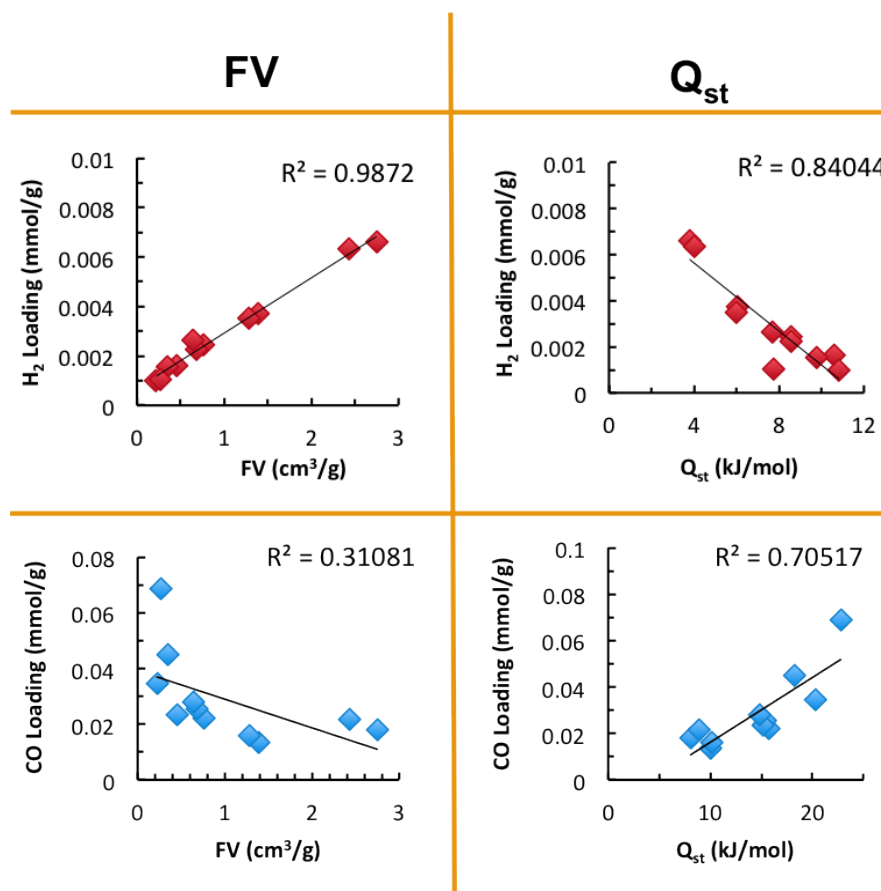 FV
Q_st
R² = 0.9872
H₂ Loading (mmol/g)
0.01
0.008
0.006
0.004
0.002
0
0 1 2 3
FV (cm³/g)
R² = 0.84044
H₂ Loading (mmol/g)
0.01
0.008
0.006
0.004
0.002
0
0 4 8 12
Q_st (kJ/mol)
R² = 0.31081
CO Loading (mmol/g)
0.08
0.06
0.04
0.02
0
0 1 2 3
FV (cm³/g)
R² = 0.70517
CO Loading (mmol/g)
0.1
0.08
0.06
0.04
0.02
0
0 10 20
Q_st (kJ/mol)